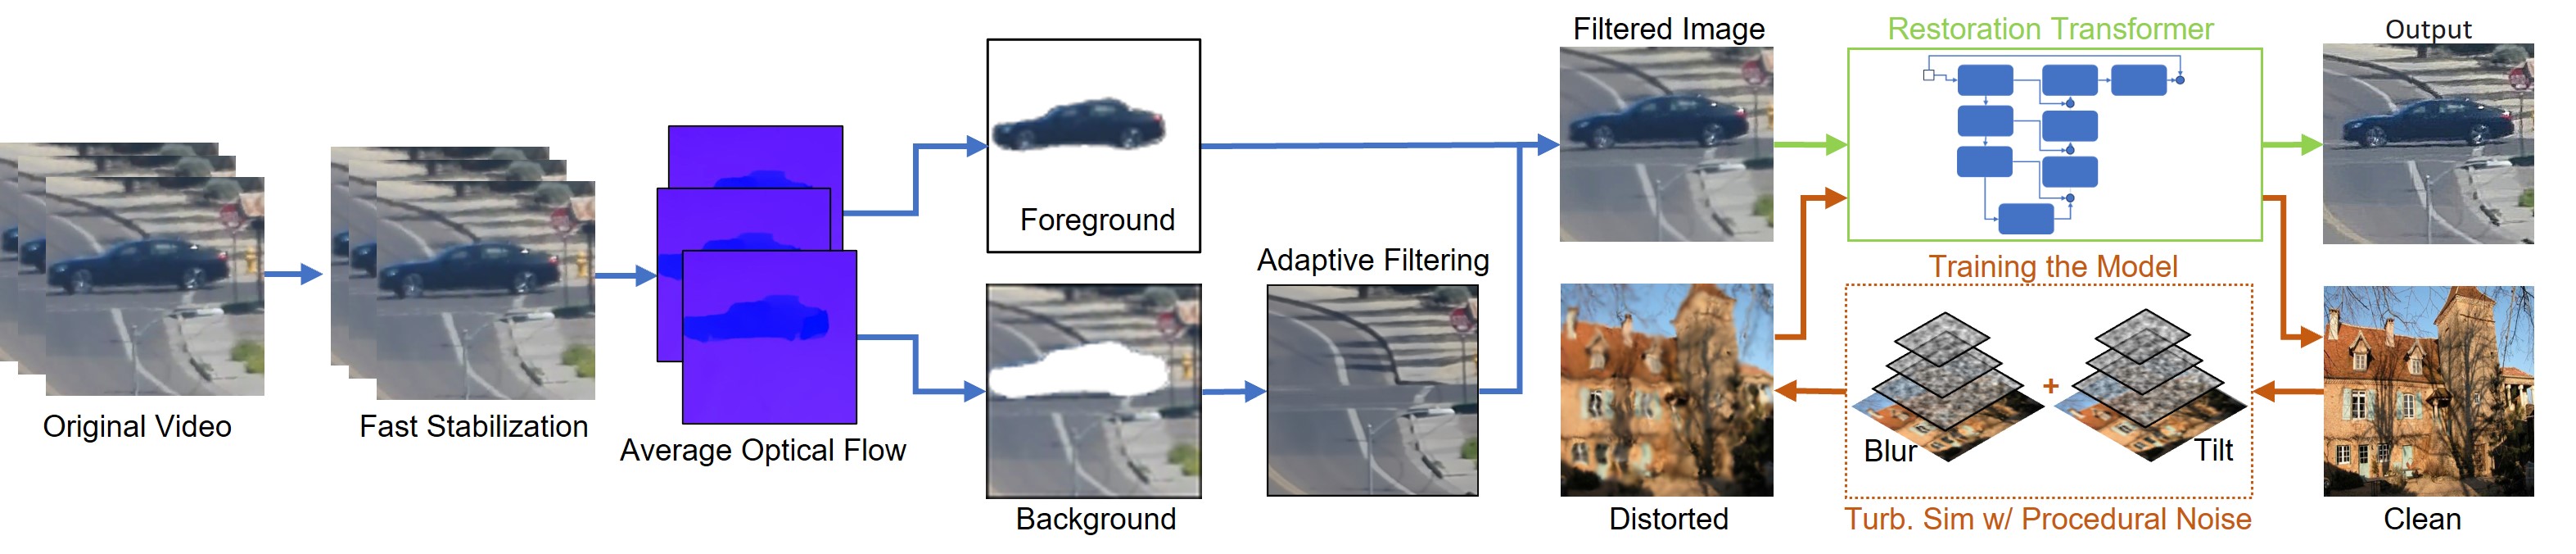 Original Video
Fast Stabilization
Average Optical Flow
Foreground
Background
Adaptive Filtering
Filtered Image
Restoration Transformer
Output
Training the Model
Blur
+
Tilt
Distorted
Turb. Sim w/ Procedural Noise
Clean